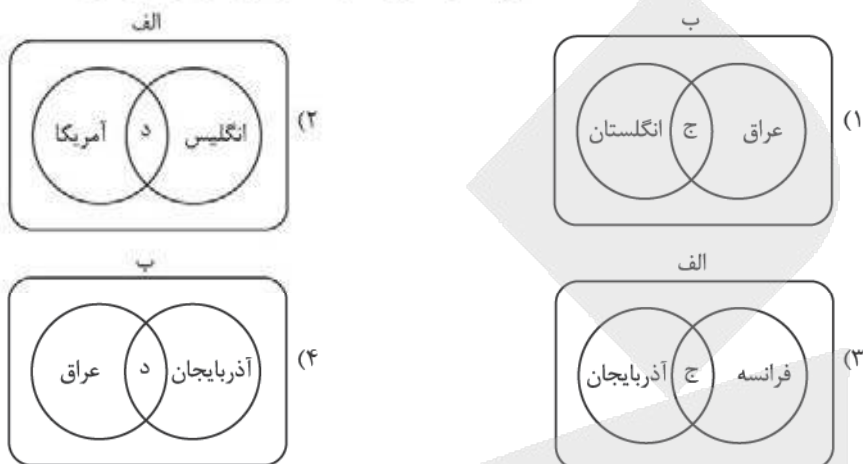 ب
۱) عراق ج انگلستان
الف
۲) انگلیس د آمریکا
الف
۳) فرانسه ج آذربایجان
ب
۴) آذربایجان د عراق